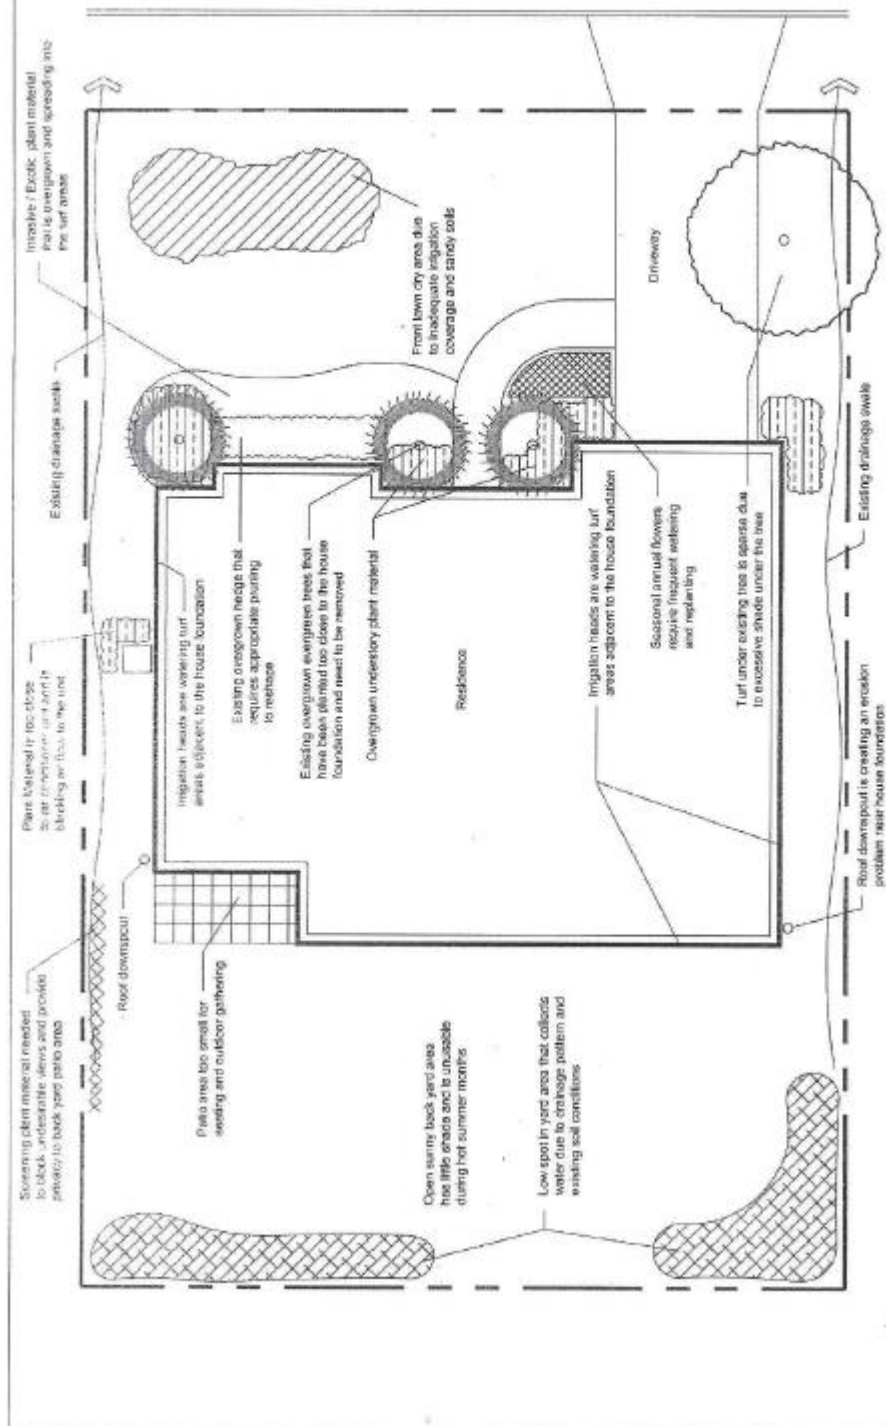 Screening plant material needed
to block undesirable views and provide
privacy to back yard patio area
Roof downspout
Patio area too small for
seating and outdoor gathering
Open sunny back yard area
has little shade and is unusable
during hot summer months
Low spot in yard area that collects
water due to drainage pattern and
existing soil conditions
Plant Material is too close
to air conditioner unit and is
blocking air flow to the unit
Irrigation heads are watering turf
areas adjacent to the house foundation
Existing overgrown hedge that
requires appropriate pruning
to reshape
Existing overgrown evergreen trees that
have been planted too close to the house
foundation and need to be removed
Overgrown understory plant material
Residence
Irrigation heads are watering turf
areas adjacent to the house foundation
Seasonal annual flowers
require frequent watering
and replanting
Turf under existing tree is sparse due
to excessive shade under the tree
Roof downspout is creating an erosion
problem near house foundation
Existing drainage swale
Invasive / Exotic plant material
that is overgrown and spreading into
the turf areas
Front lawn dry area due
to inadequate irrigation
coverage and sandy soils
Driveway
Existing drainage swale